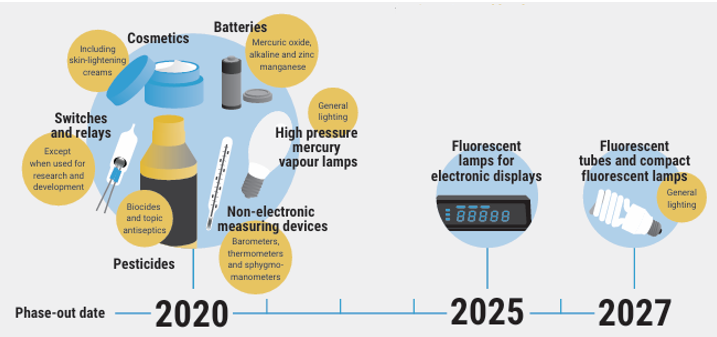 Cosmetics
Including
skin-lightening
creams
Batteries
Mercuric oxide,
alkaline and zinc
manganese
Switches
and relays
Except
when used for
research and
development
General
lighting
High pressure
mercury
vapour lamps
Biocides
and topic
antiseptics
Pesticides
Non-electronic
measuring devices
Barometers,
thermometers
and sphygmo-
manometers
Fluorescent
lamps for
electronic displays
88888
Fluorescent
tubes and compact
fluorescent lamps
General
lighting
Phase-out date
2020
2025
2027